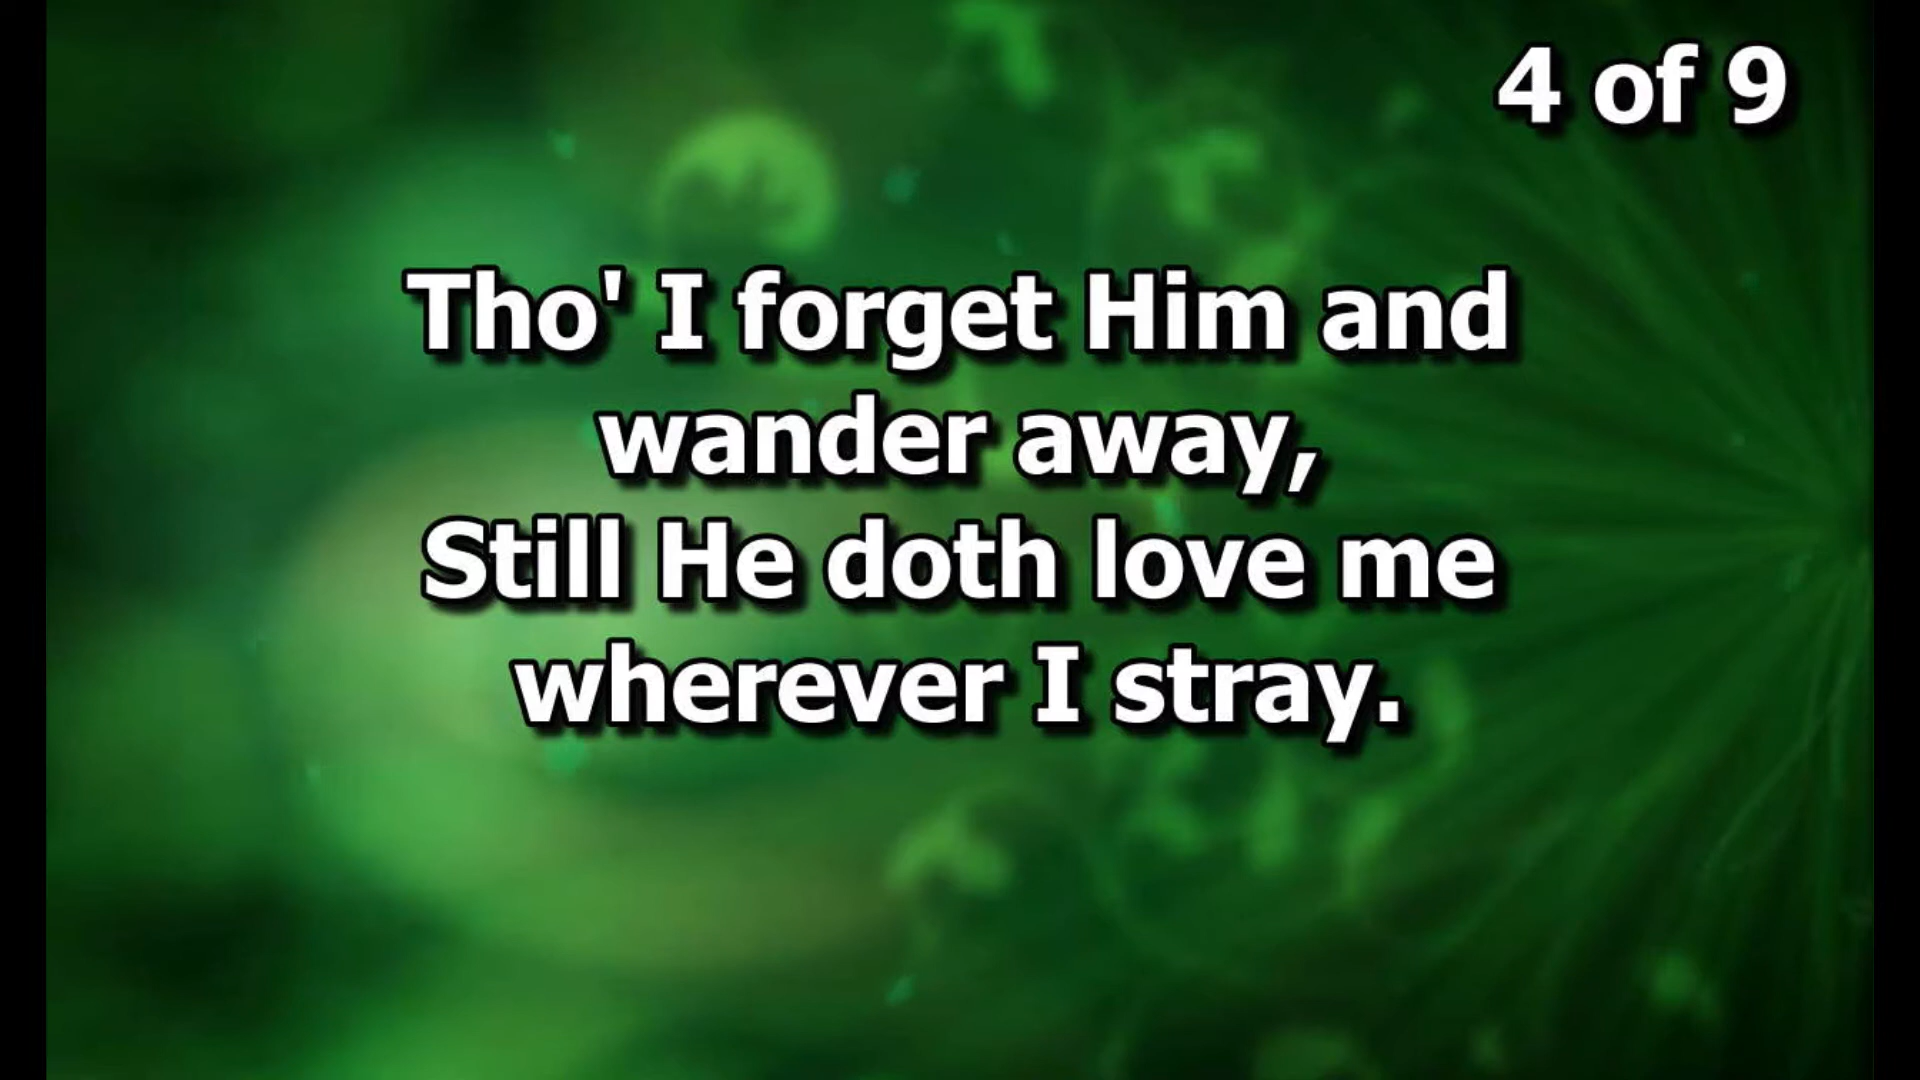 4 of 9
Tho' I forget Him and
wander away,
Still He doth love me
wherever I stray.